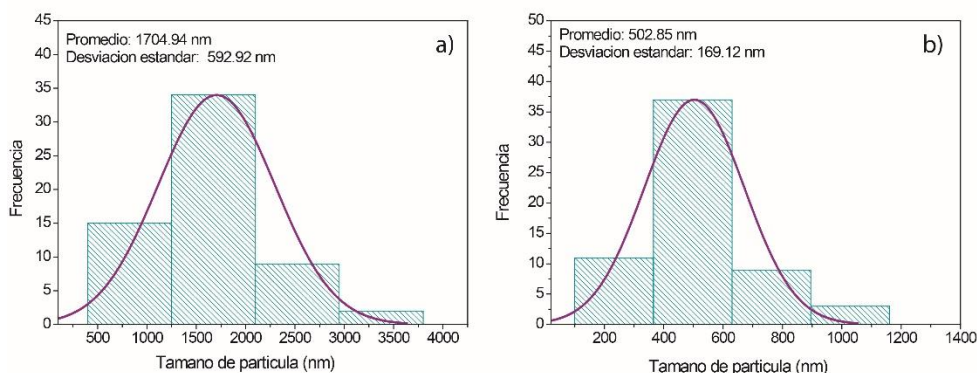 Promedio: 1704.94 nm
Desviacion estandar: 592.92 nm
a)
Frecuencia
45
40
35
30
25
20
15
10
5
0
500 1000 1500 2000 2500 3000 3500 4000
Tamano de particula (nm)
Promedio: 502.85 nm
Desviacion estandar: 169.12 nm
b)
Frecuencia
50
45
40
35
30
25
20
15
10
5
0
200 400 600 800 1000 1200 1400
Tamano de particula (nm)